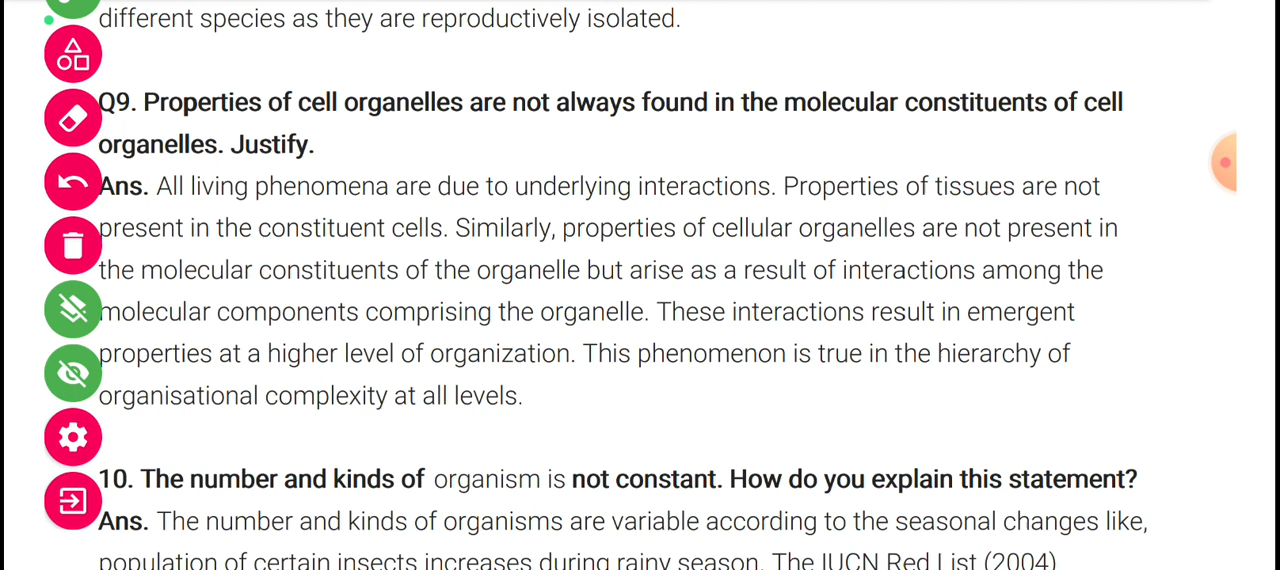 different species as they are reproductively isolated.
Q9. Properties of cell organelles are not always found in the molecular constituents of cell
organelles. Justify.
Ans. All living phenomena are due to underlying interactions. Properties of tissues are not
present in the constituent cells. Similarly, properties of cellular organelles are not present in
the molecular constituents of the organelle but arise as a result of interactions among the
molecular components comprising the organelle. These interactions result in emergent
properties at a higher level of organization. This phenomenon is true in the hierarchy of
organisational complexity at all levels.
10. The number and kinds of organism is not constant. How do you explain this statement?
Ans. The number and kinds of organisms are variable according to the seasonal changes like,
population of certain insects increases during rainy season. The IUCN Red List (2004)